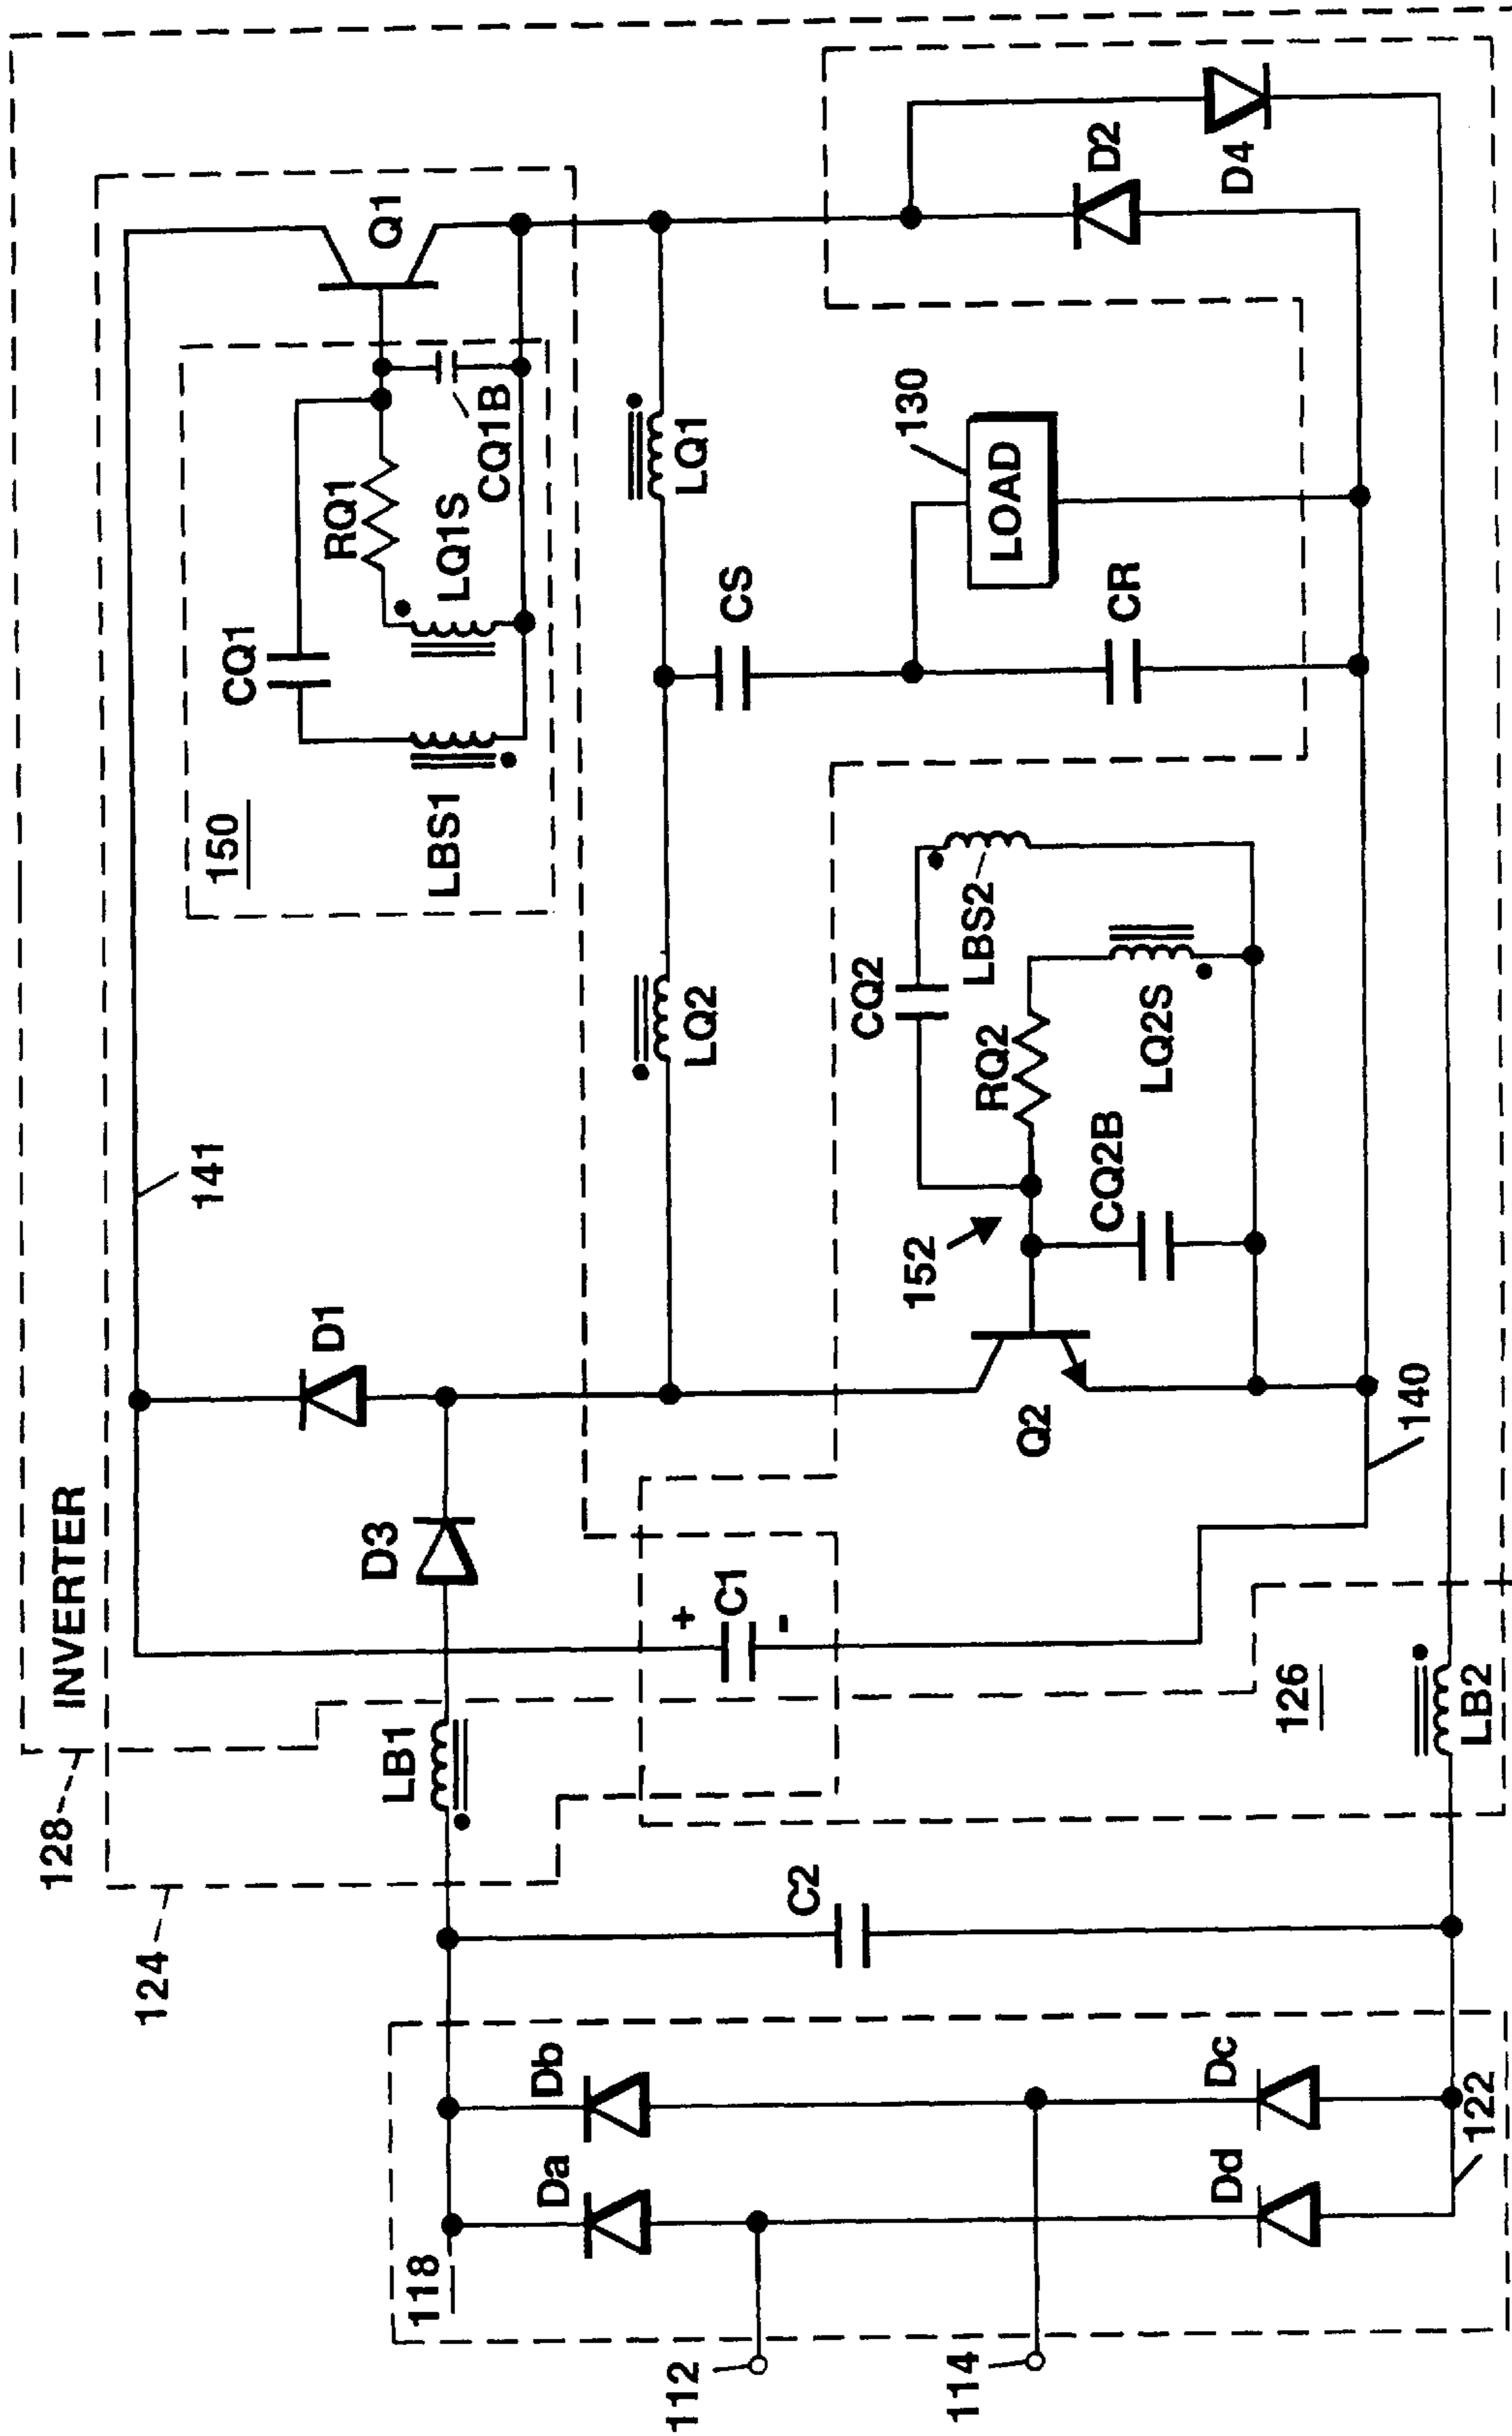 128
INVERTER
124
141
118
112
114
Da
Db
Dd
Dc
122
C2
LB1
D3
D1
C1
+
-
126
LB2
150
CQ1
RQ1
LBS1
LQ1S
CQ1B
Q1
LQ2
LQ1
CS
CR
130
LOAD
D2
D4
152
Q2
CQ2
RQ2
CQ2B
LBS2
LQ2S
140